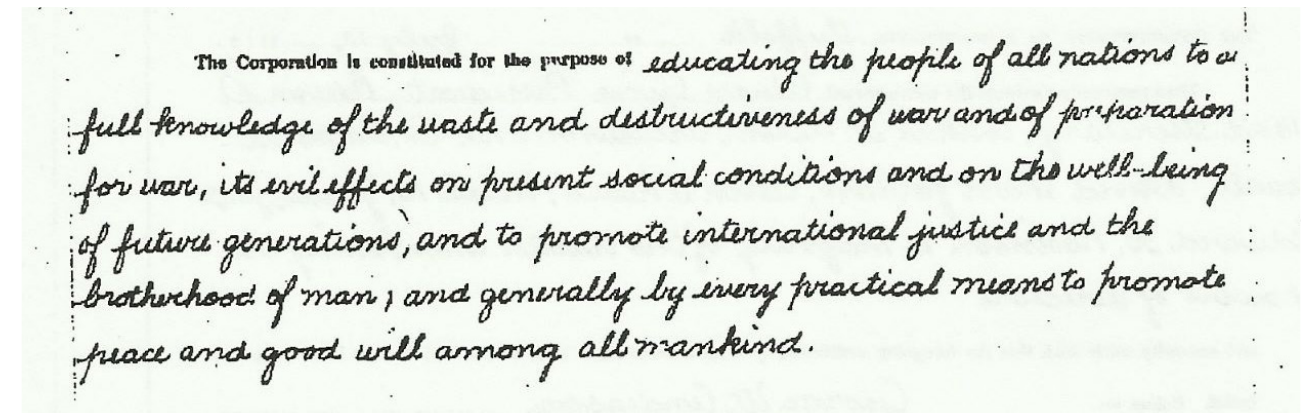 The Corporation is constituted for the purpose of educating the people of all nations to a
full knowledge of the waste and destructiveness of war and of preparation
for war, its evil effects on present social conditions and on the well-being
of future generations, and to promote international justice and the
brotherhood of man; and generally by every practical means to promote
peace and good will among all mankind.